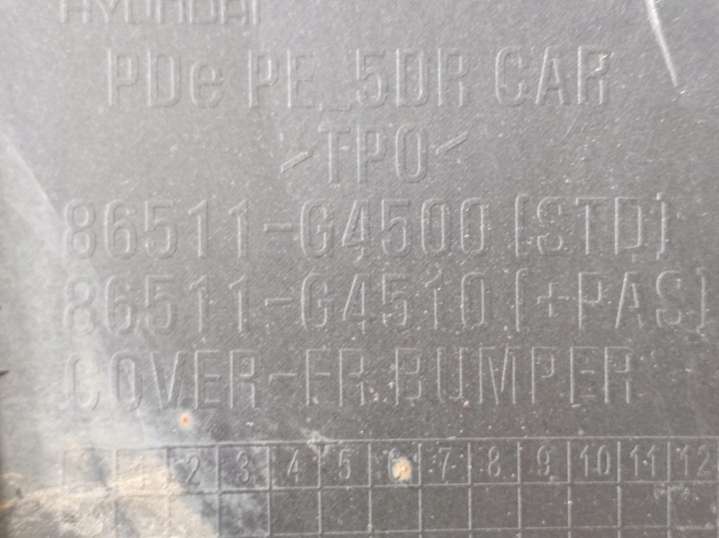 HYUNDAI
PDe PE_5DR CAR
<TPO<
86511-G4500 (STD)
86511-G4510 (+PAS)
COVER-FR BUMPER
1 2 3 4 5 6 7 8 9 10 11 12